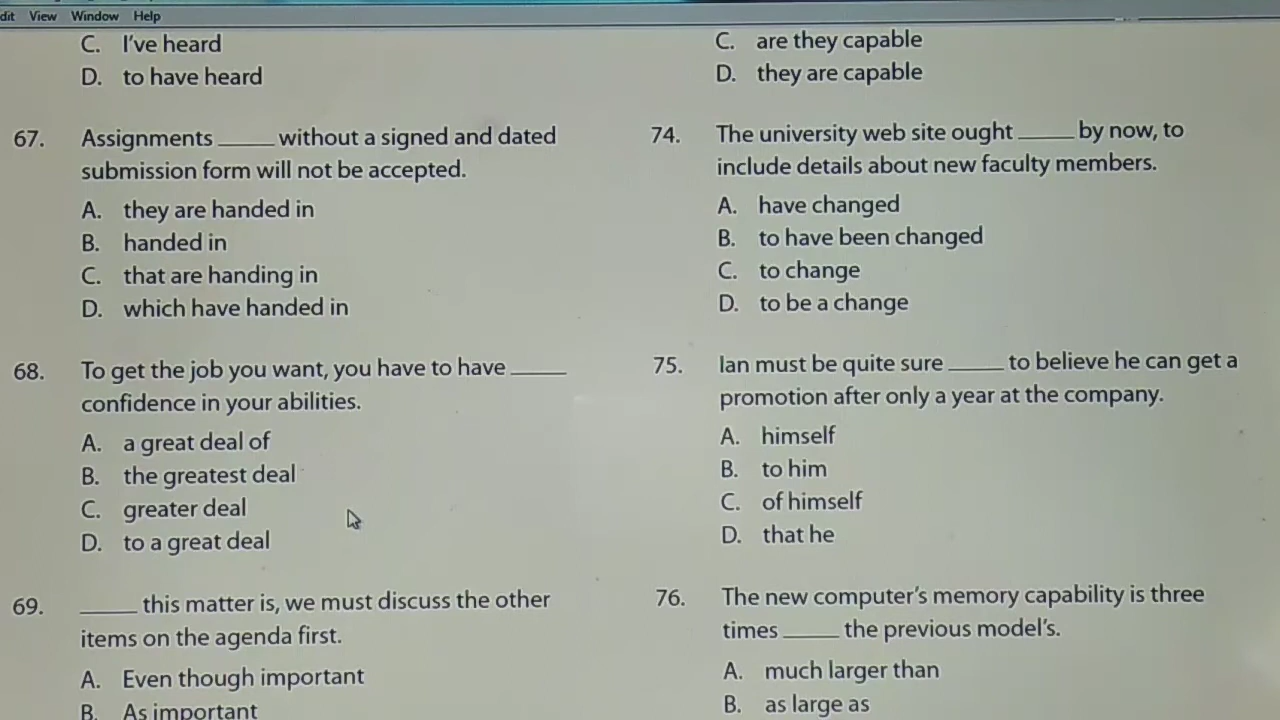 dit View Window Help
C. I've heard
D. to have heard
67. Assignments _____ without a signed and dated
submission form will not be accepted.
A. they are handed in
B. handed in
C. that are handing in
D. which have handed in
68. To get the job you want, you have to have _____
confidence in your abilities.
A. a great deal of
B. the greatest deal
C. greater deal
D. to a great deal
69. _____ this matter is, we must discuss the other
items on the agenda first.
A. Even though important
B. As important
C. are they capable
D. they are capable
74. The university web site ought _____ by now, to
include details about new faculty members.
A. have changed
B. to have been changed
C. to change
D. to be a change
75. Ian must be quite sure _____ to believe he can get a
promotion after only a year at the company.
A. himself
B. to him
C. of himself
D. that he
76. The new computer's memory capability is three
times _____ the previous model's.
A. much larger than
B. as large as